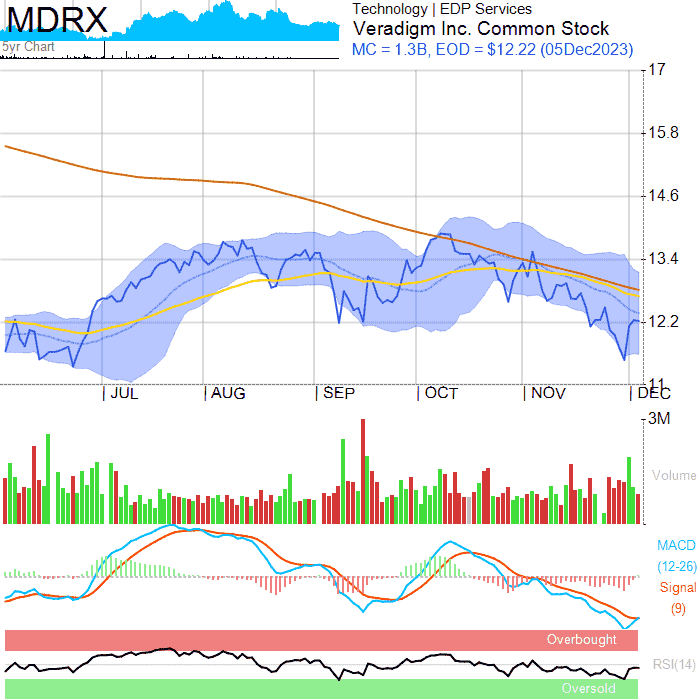 MDRX
5yr Chart
Technology | EDP Services
Veradigm Inc. Common Stock
MC = 1.3B, EOD = $12.22 (05Dec2023)
17
15.8
14.6
13.4
12.2
11
JUL
AUG
SEP
OCT
NOV
DEC
3M
Volume
MACD
(12-26)
Signal
(9)
Overbought
RSI(14)
Oversold